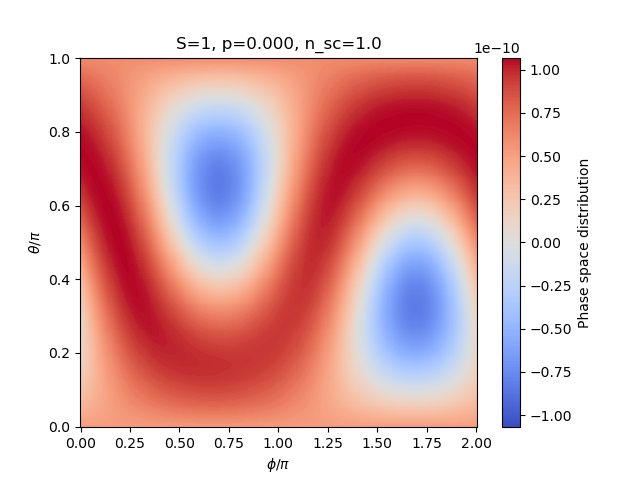 S=1, p=0.000, n_sc=1.0
1e−10
1.0
0.8
0.6
0.4
0.2
0.0
θ/π
0.00 0.25 0.50 0.75 1.00 1.25 1.50 1.75 2.00
ϕ/π
1.00
0.75
0.50
0.25
0.00
−0.25
−0.50
−0.75
−1.00
Phase space distribution